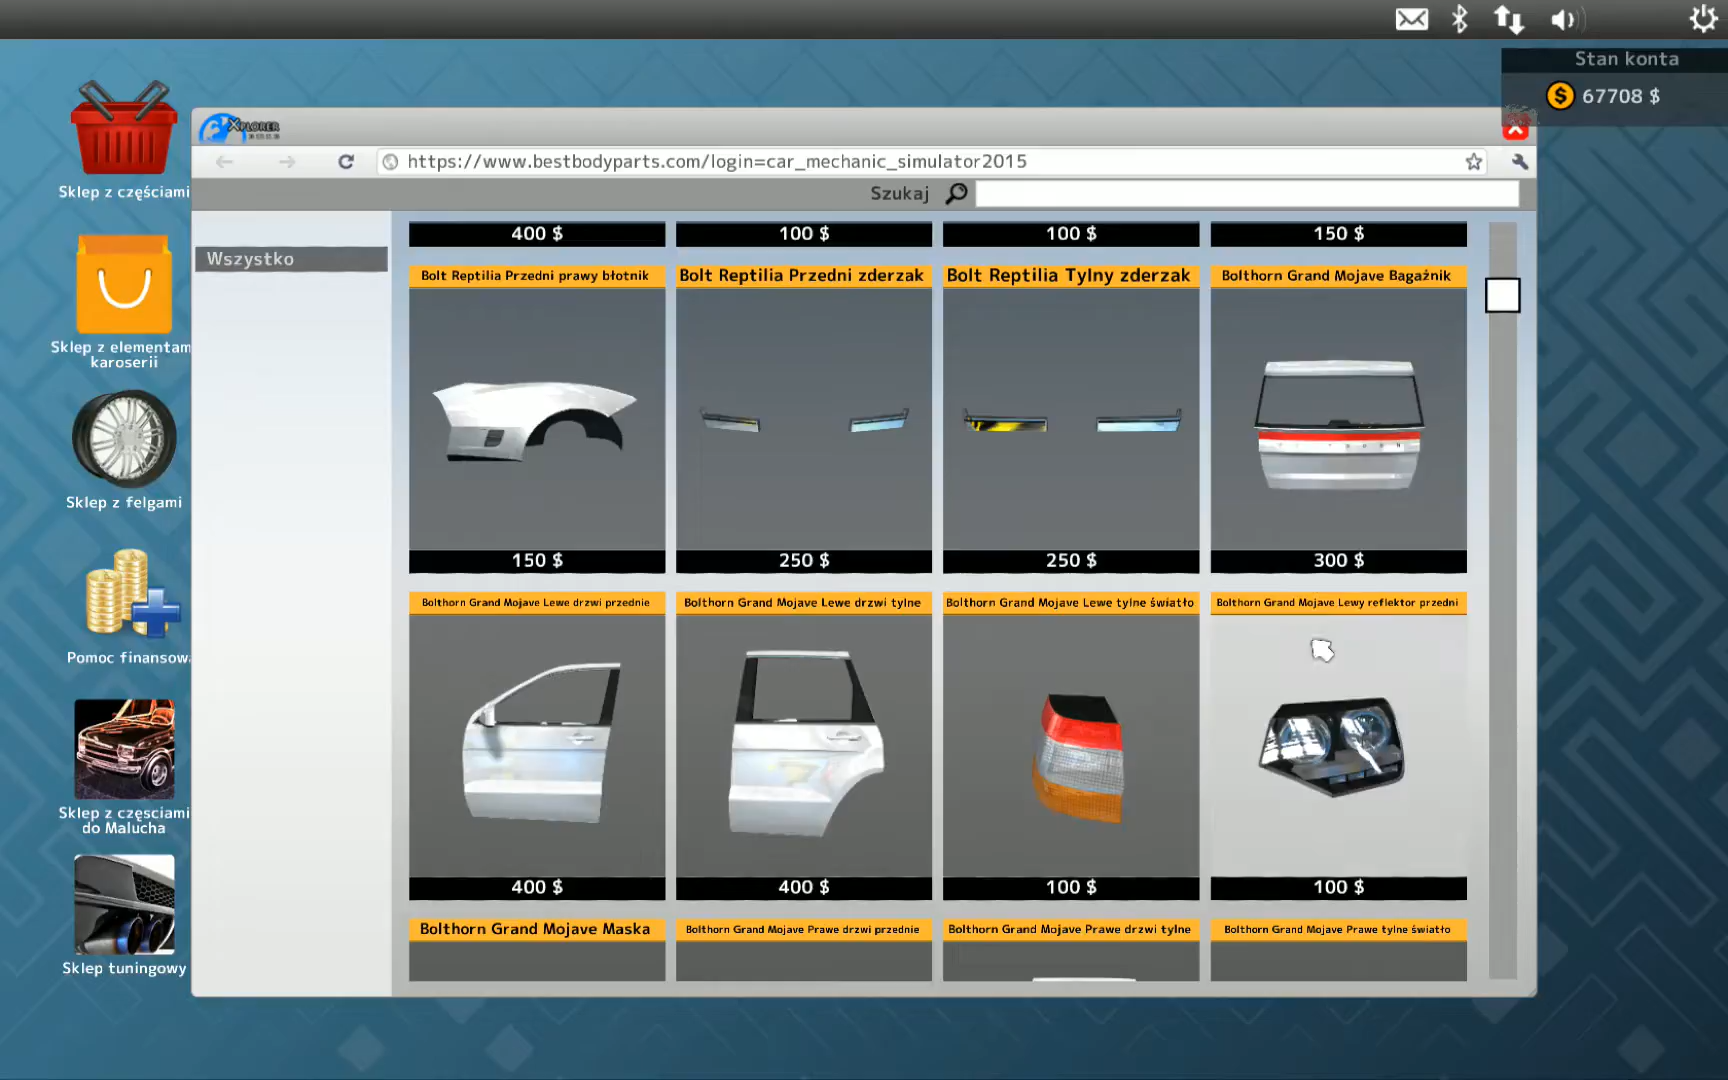 Stan konta
67708 $
XPLORER
https://www.bestbodyparts.com/login=car_mechanic_simulator2015
Szukaj
Sklep z częściami
Sklep z elementam
karoserii
Sklep z felgami
Pomoc finansowa
Sklep z częsciami
do Malucha
Sklep tuningowy
Wszystko
400 $
100 $
100 $
150 $
Bolt Reptilia Przedni prawy błotnik
Bolt Reptilia Przedni zderzak
Bolt Reptilia Tylny zderzak
Bolthorn Grand Mojave Bagażnik
150 $
250 $
250 $
300 $
Bolthorn Grand Mojave Lewe drzwi przednie
Bolthorn Grand Mojave Lewe drzwi tylne
Bolthorn Grand Mojave Lewe tylne światło
Bolthorn Grand Mojave Lewy reflektor przedni
400 $
400 $
100 $
100 $
Bolthorn Grand Mojave Maska
Bolthorn Grand Mojave Prawe drzwi przednie
Bolthorn Grand Mojave Prawe drzwi tylne
Bolthorn Grand Mojave Prawe tylne światło